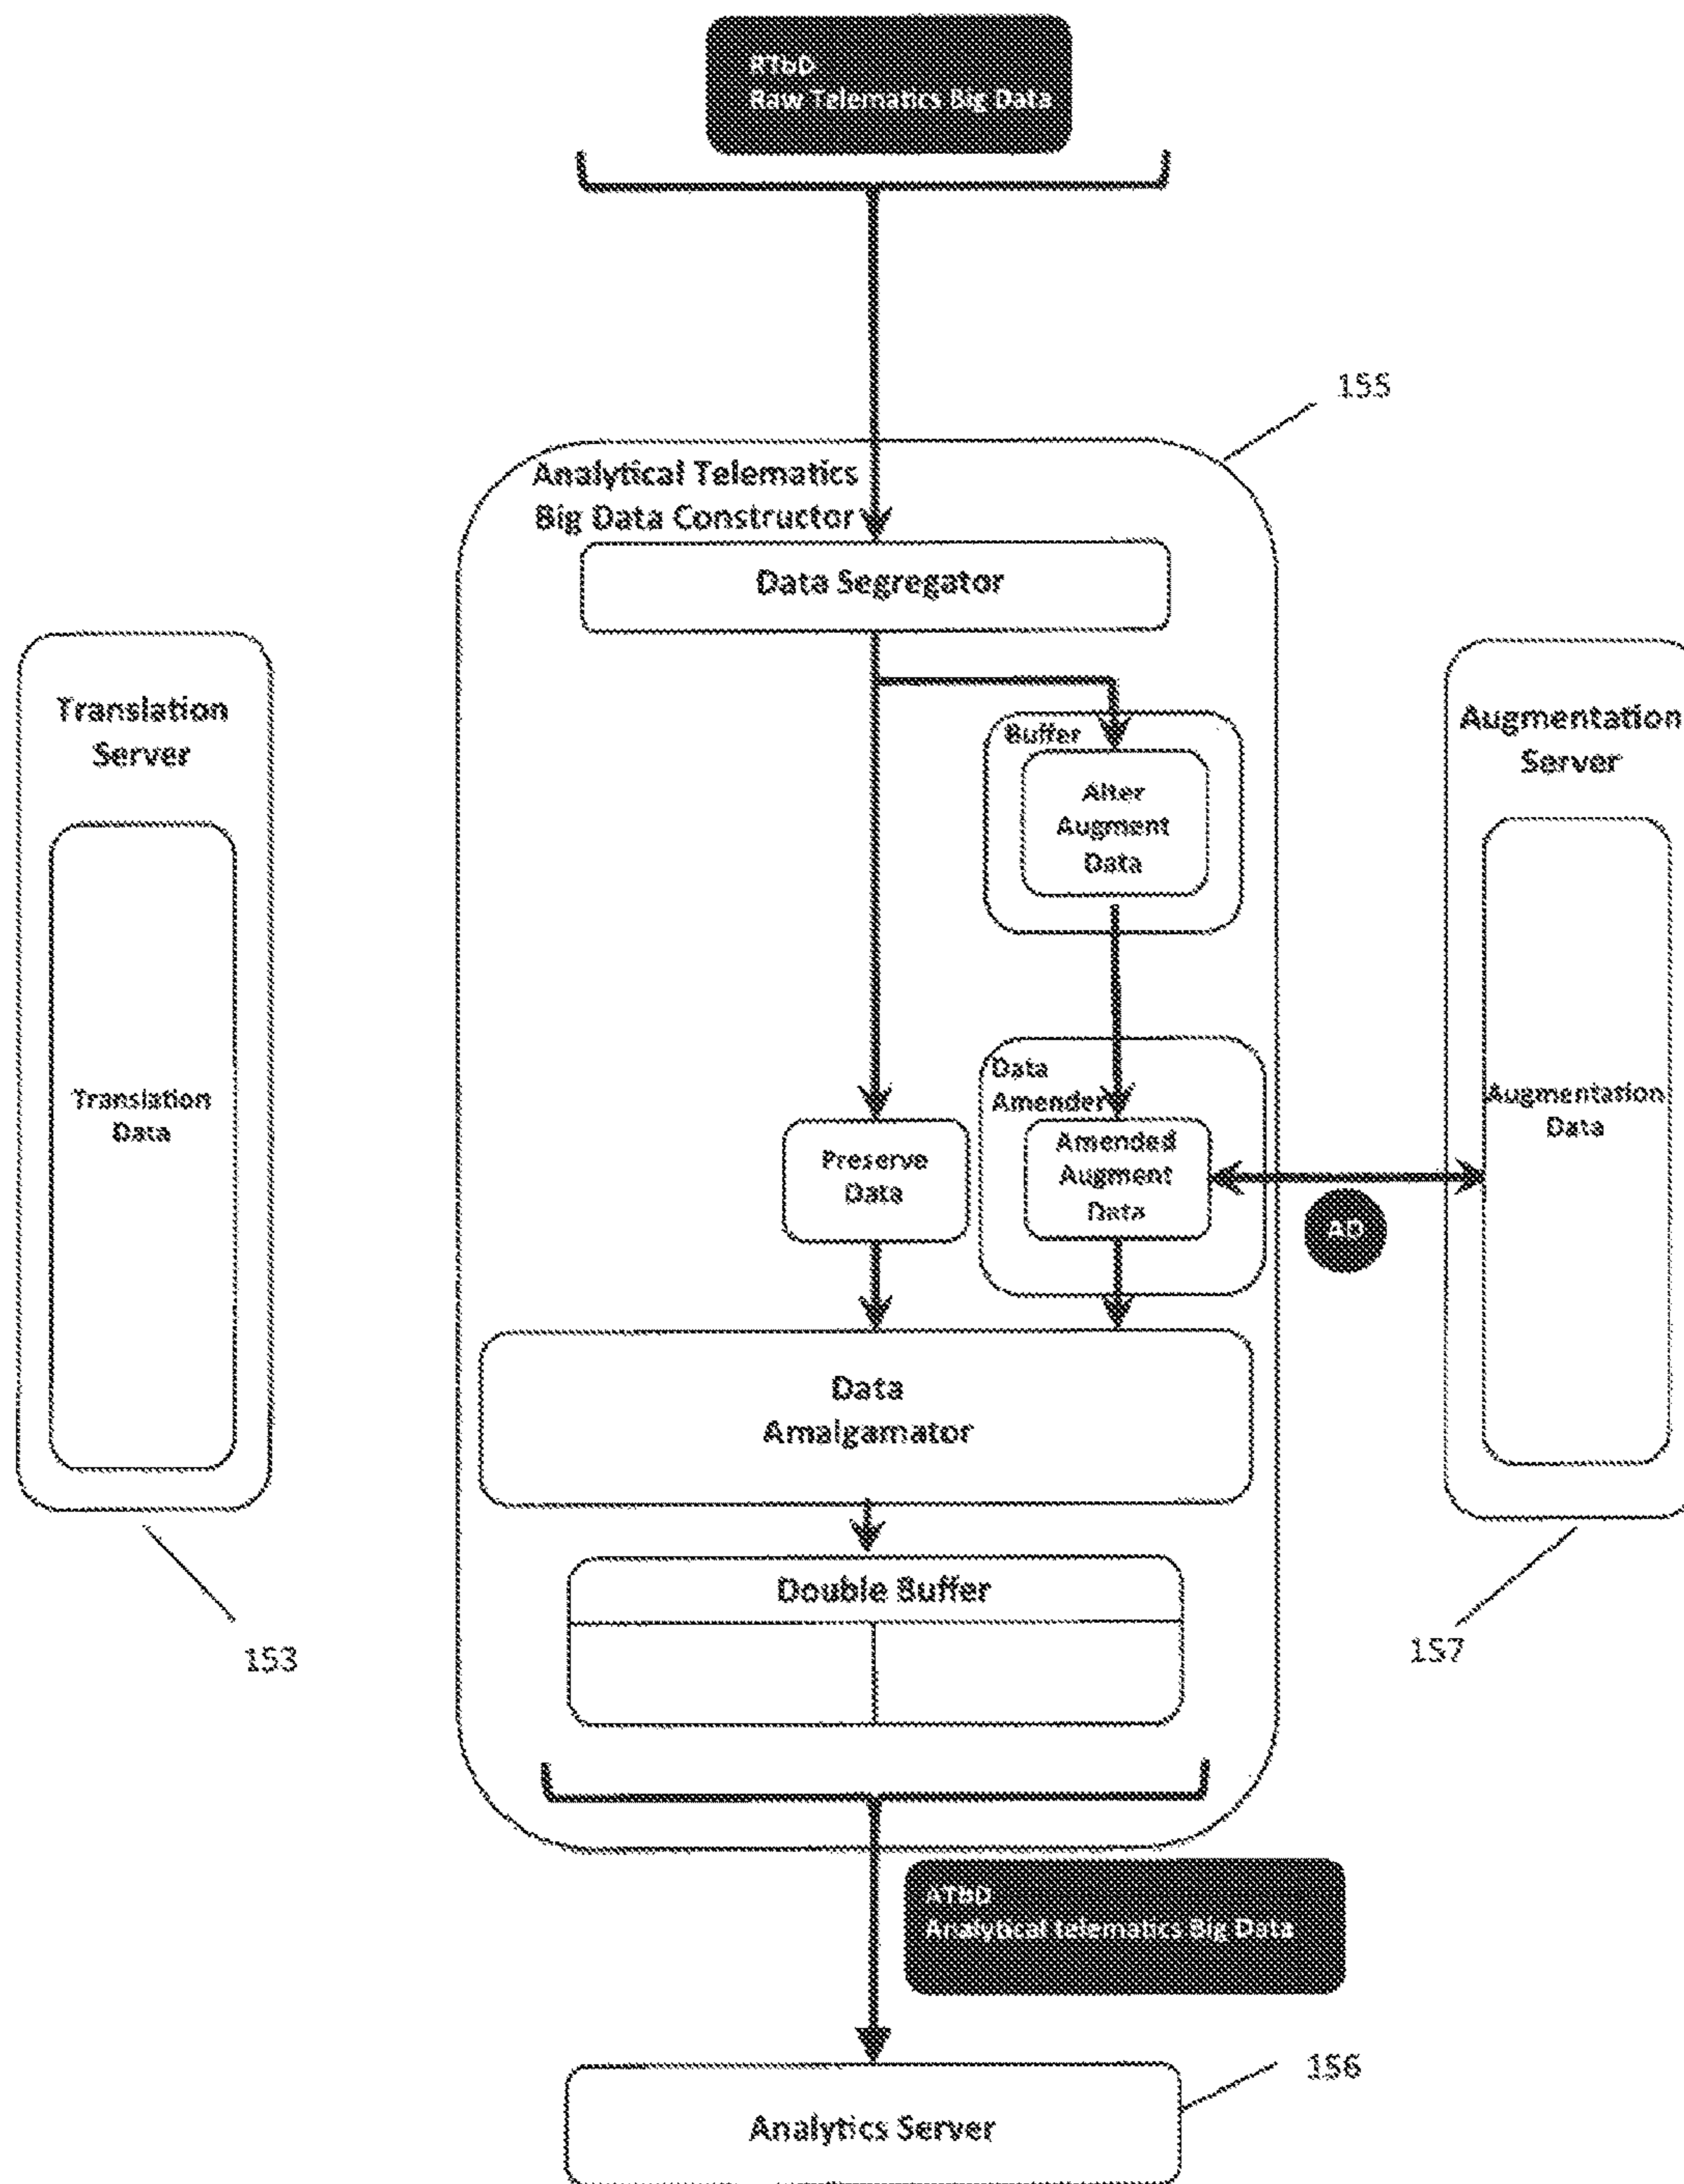 RTbD
Raw Telematics Big Data
155
Analytical Telematics
Big Data Constructor
Data Segregator
Translation
Server
Buffer
Augmentation
Server
Alter
Augment
Data
Translation
Data
Data
Amender
Augmentation
Data
Preserve
Data
Amended
Augment
Data
AD
Data
Amalgamator
Double Buffer
153
157
ATbD
Analytical telematics Big Data
156
Analytics Server